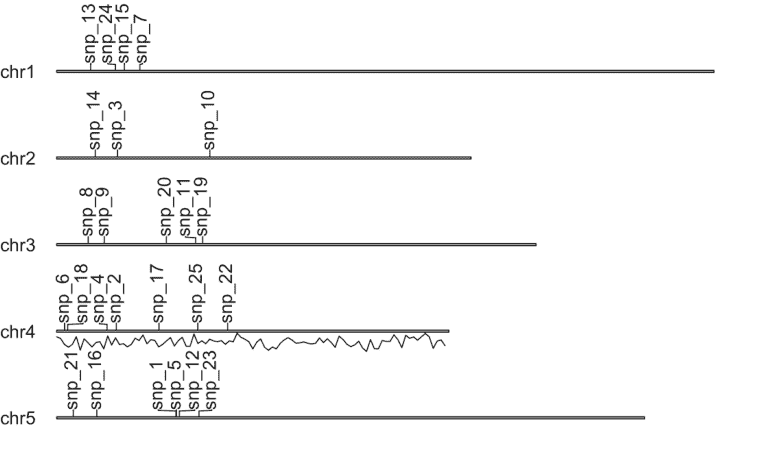 snp_13 snp_24 snp_15 snp_7
chr1
snp_14 snp_3 snp_10
chr2
snp_8 snp_9 snp_20 snp_11 snp_19
chr3
snp_6 snp_18 snp_4 snp_2 snp_17 snp_25 snp_22
chr4
snp_21 snp_16 snp_1 snp_5 snp_12 snp_23
chr5